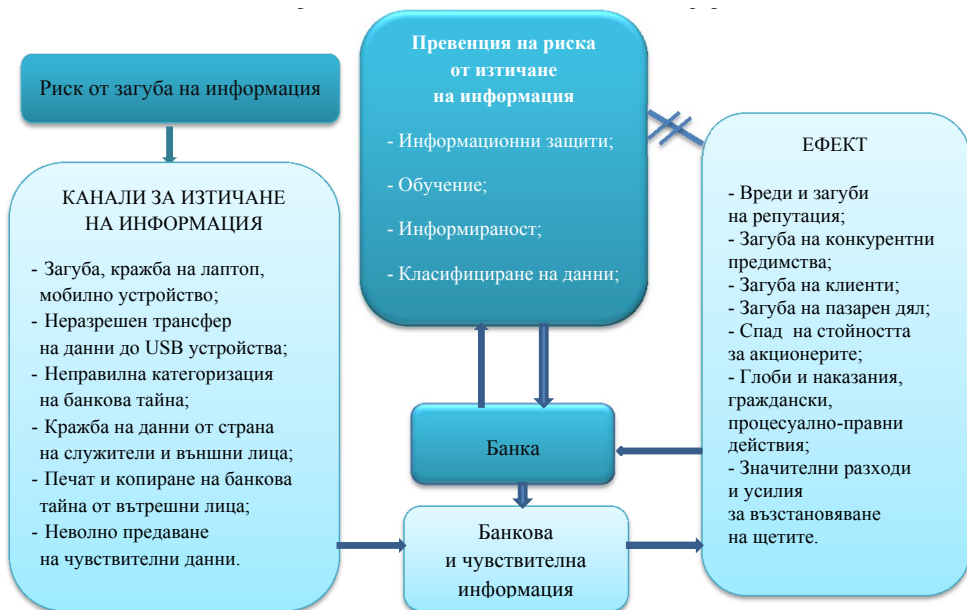 Риск от загуба на информация
КАНАЛИ ЗА ИЗТИЧАНЕ
НА ИНФОРМАЦИЯ
- Загуба, кражба на лаптоп,
мобилно устройство;
- Неразрешен трансфер
на данни до USB устройства;
- Неправилна категоризация
на банкова тайна;
- Кражба на данни от страна
на служители и външни лица;
- Печат и копиране на банкова
тайна от вътрешни лица;
- Неволно предаване
на чувствителни данни.
Превенция на риска
от изтичане
на информация
- Информационни защити;
- Обучение;
- Информираност;
- Класифициране на данни;
Банка
Банкова
и чувствителна
информация
ЕФЕКТ
- Вреди и загуби
на репутация;
- Загуба на конкурентни
предимства;
- Загуба на клиенти;
- Загуба на пазарен дял;
- Спад на стойността
за акционерите;
- Глоби и наказания,
граждански,
процесуално-правни
действия;
- Значителни разходи
и усилия
за възстановяване
на щетите.